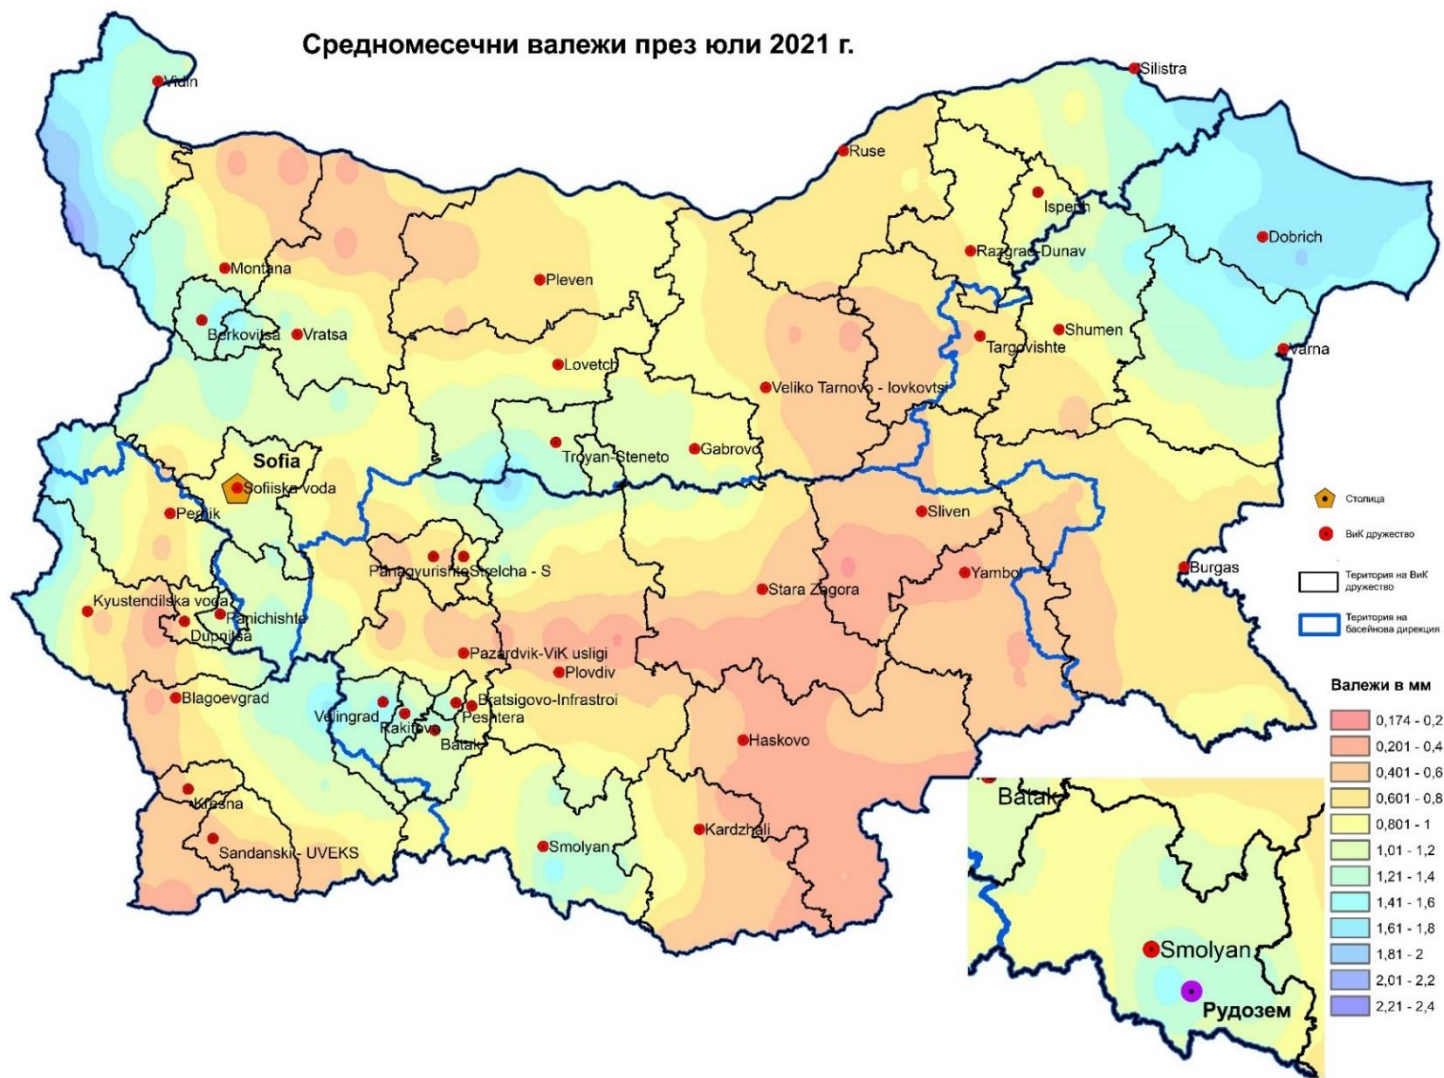 Средномесечни валежи през юли 2021 г.
Vidin
Silistra
Ruse
Isperih
Dobrich
Razgrad-Dunav
Montana
Pleven
Berkovitsa
Vratsa
Shumen
Targovishte
Varna
Lovetch
Veliko Tarnovo - Iovkovtsi
Troyan-Steneto
Gabrovo
Sofia
Sofiiska voda
Pernik
Sliven
Panagyurishte
Strelcha - S
Yambol
Burgas
Stara Zagora
Kyustendilska voda
Panichishte
Dupnitsa
Pazardvik-ViK usligi
Plovdiv
Blagoevgrad
Velingrad
Bratsigovo-Infrastroi
Peshtera
Rakitovo
Batak
Haskovo
Kresna
Kardzhali
Sandanski - UVEKS
Smolyan
Столица
ВиК дружество
Територия на ВиК
дружество
Територия на
басейнова дирекция
Валежи в мм
0,174 - 0,2
0,201 - 0,4
0,401 - 0,6
0,601 - 0,8
0,801 - 1
1,01 - 1,2
1,21 - 1,4
1,41 - 1,6
1,61 - 1,8
1,81 - 2
2,01 - 2,2
2,21 - 2,4
Batak
Smolyan
Рудозем